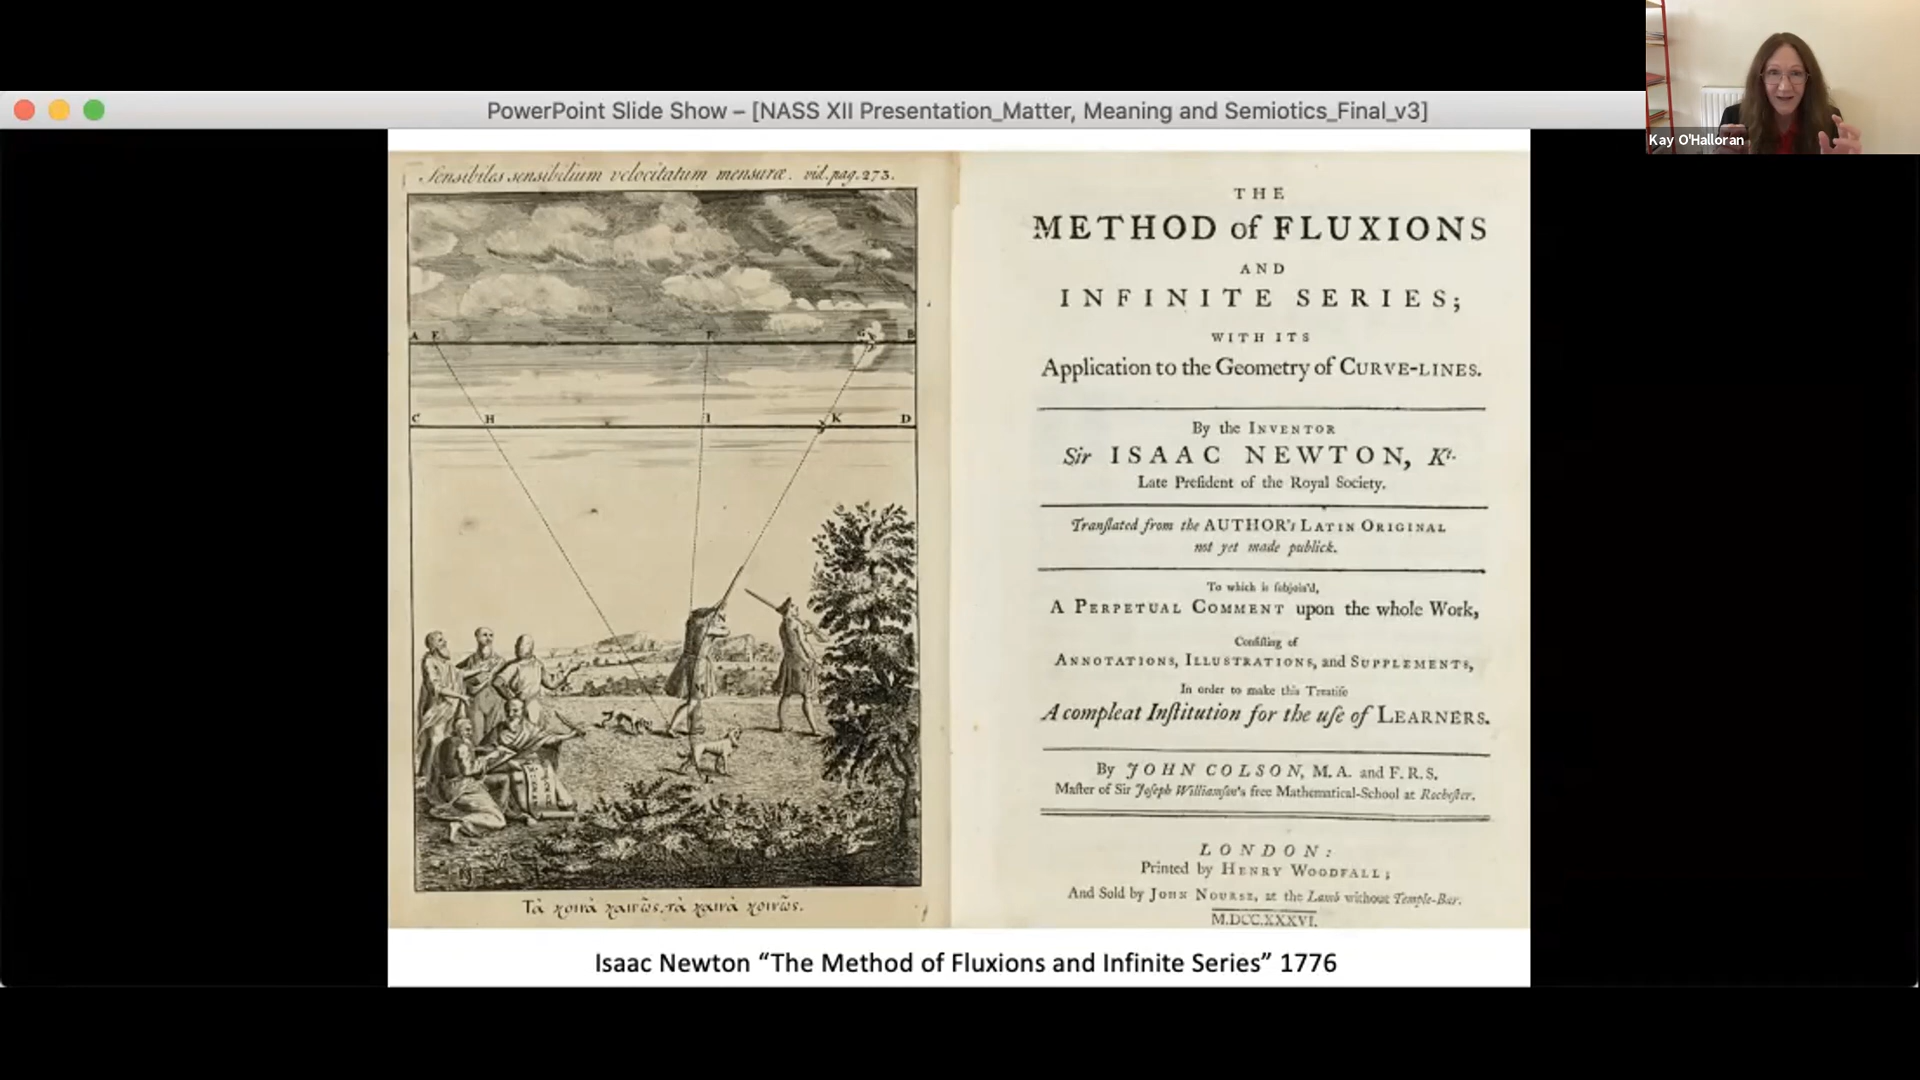 PowerPoint Slide Show – [NASS XII Presentation_Matter, Meaning and Semiotics_Final_v3]
Kay O'Halloran
Sensibiles sensibilium velocitatum mensuræ. vid. pag. 273.
A E F G B
C H I K D
Τὰ κοινὰ καινῶς, τὰ καινὰ κοινῶς.
THE
METHOD of FLUXIONS
AND
INFINITE SERIES;
WITH ITS
Application to the Geometry of CURVE-LINES.
By the INVENTOR
Sir ISAAC NEWTON, Kt.
Late Preſident of the Royal Society.
Tranſlated from the AUTHOR's LATIN ORIGINAL
not yet made publick.
To which is ſubjoin'd,
A PERPETUAL COMMENT upon the whole Work,
Conſiſting of
ANNOTATIONS, ILLUSTRATIONS, and SUPPLEMENTS,
In order to make this Treatiſe
A compleat Inſtitution for the uſe of LEARNERS.
By JOHN COLSON, M.A. and F.R.S.
Maſter of Sir Joſeph Williamſon's free Mathematical-School at Rocheſter.
LONDON:
Printed by HENRY WOODFALL;
And Sold by JOHN NOURSE, at the Lamb without Temple-Bar.
M.DCC.XXXVI.
Isaac Newton “The Method of Fluxions and Infinite Series” 1776